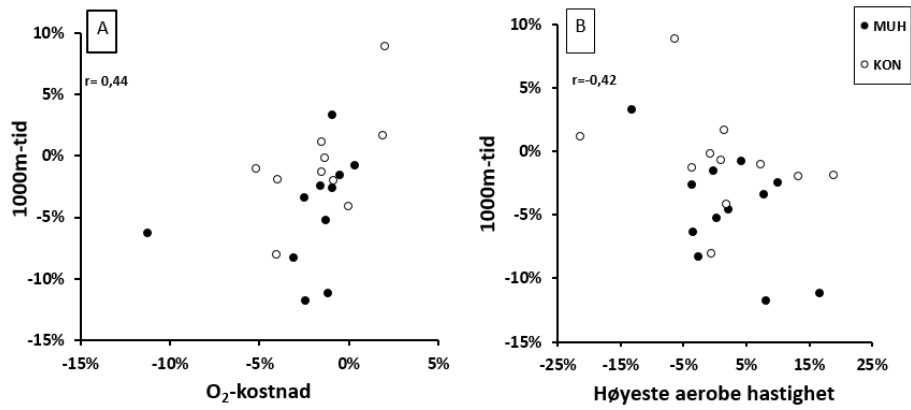 A
r= 0,44
10%
5%
0%
-5%
-10%
-15%
1000m-tid
-15%
-10%
-5%
0%
5%
O₂-kostnad
B
r=-0,42
10%
5%
0%
-5%
-10%
-15%
1000m-tid
-25%
-15%
-5%
5%
15%
25%
Høyeste aerobe hastighet
MUH
KON